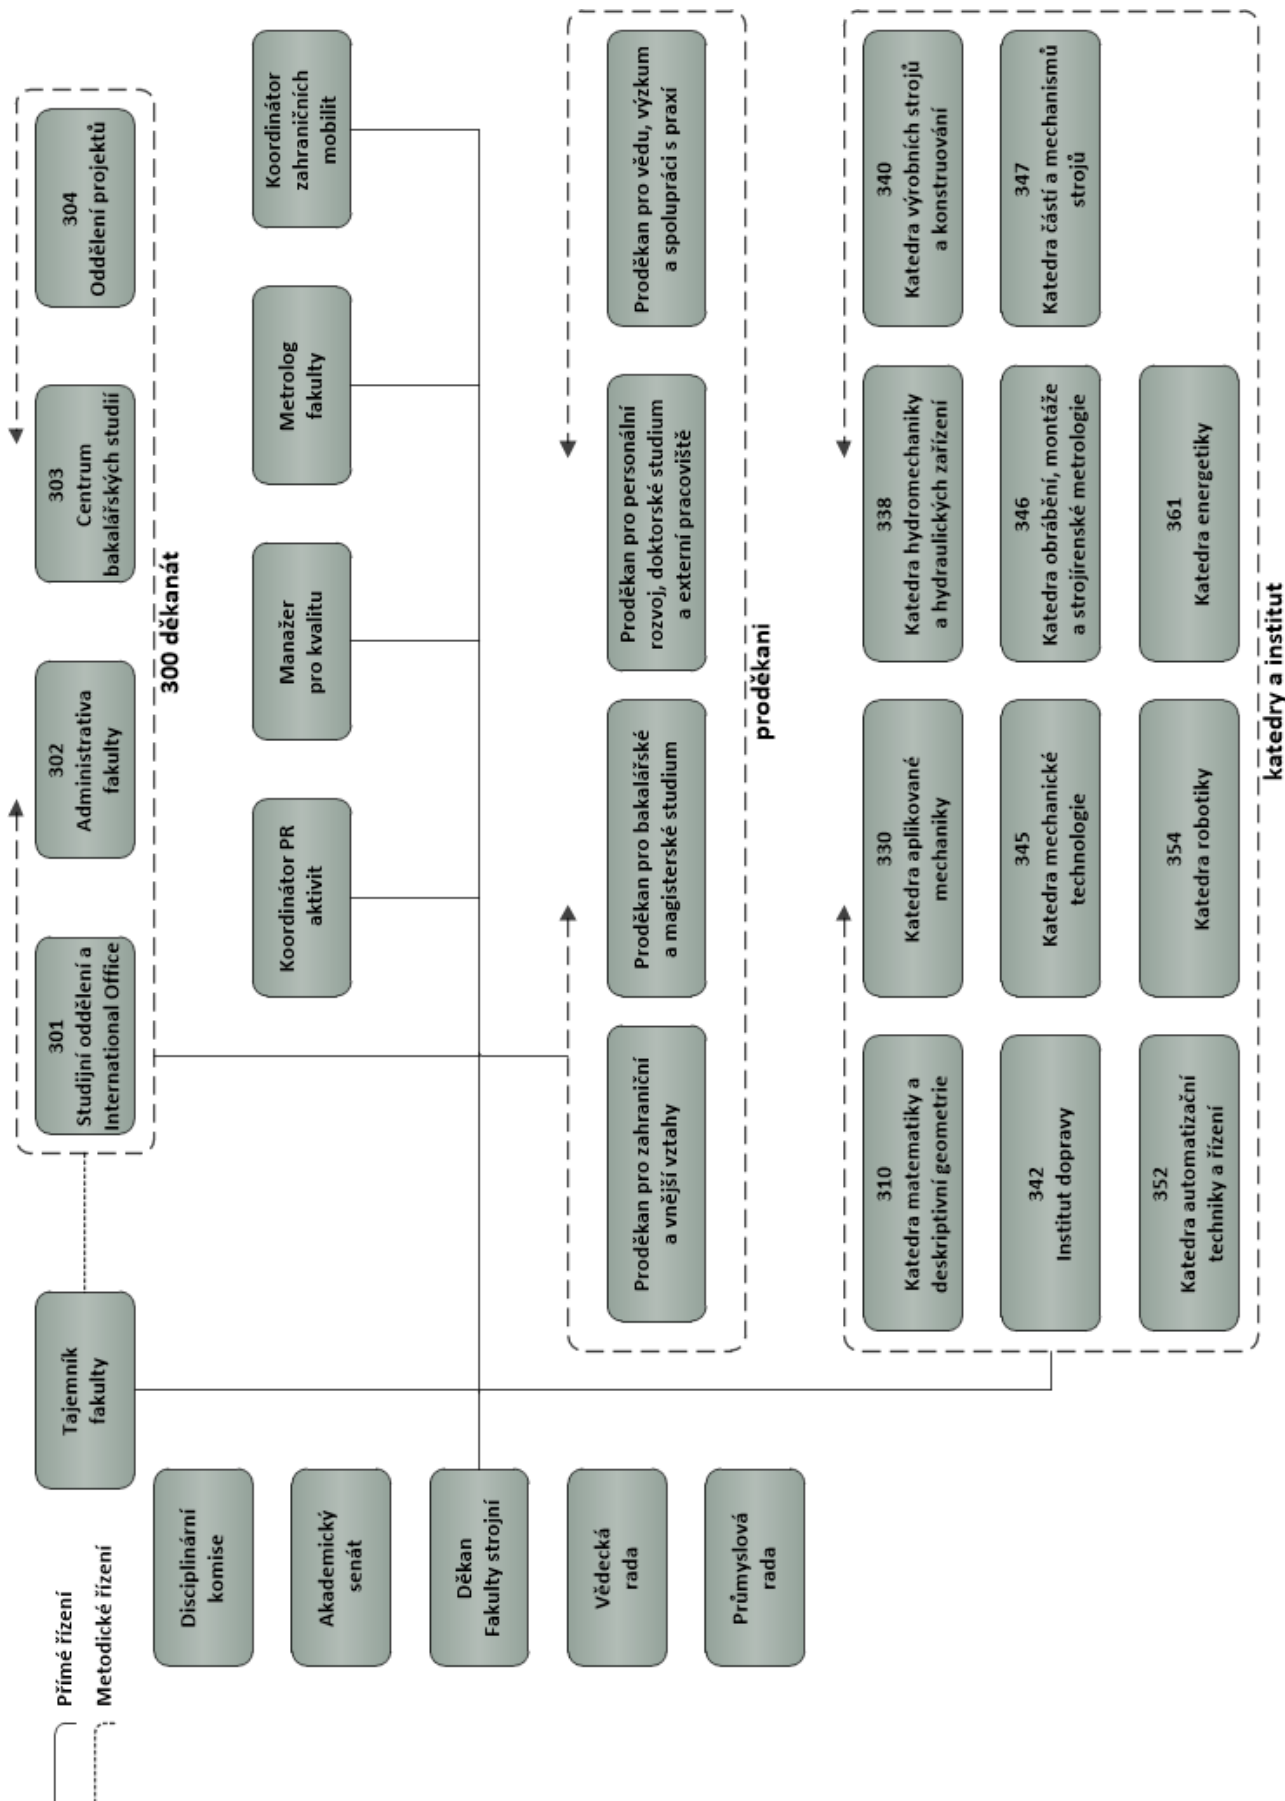 Přímé řízení
Metodické řízení
Tajemník
fakulty
301
Studijní oddělení a
International Office
302
Administrativa
fakulty
303
Centrum
bakalářských studií
304
Oddělení projektů
300 děkanát
Disciplinární
komise
Akademický
senát
Děkan
Fakulty strojní
Vědecká
rada
Průmyslová
rada
Koordinátor PR
aktivit
Manažer
pro kvalitu
Metrolog
fakulty
Koordinátor
zahraničních
mobilit
Proděkan pro zahraniční
a vnější vztahy
Proděkan pro bakalářské
a magisterské studium
Proděkan pro personální
rozvoj, doktorské studium
a externí pracoviště
Proděkan pro vědu, výzkum
a spolupráci s praxí
proděkani
310
Katedra matematiky a
deskriptivní geometrie
330
Katedra aplikované
mechaniky
338
Katedra hydromechaniky
a hydraulických zařízení
340
Katedra výrobních strojů
a konstruování
342
Institut dopravy
345
Katedra mechanické
technologie
346
Katedra obrábění, montáže
a strojírenské metrologie
347
Katedra částí a mechanismů
strojů
352
Katedra automatizační
techniky a řízení
354
Katedra robotiky
361
Katedra energetiky
katedry a institut